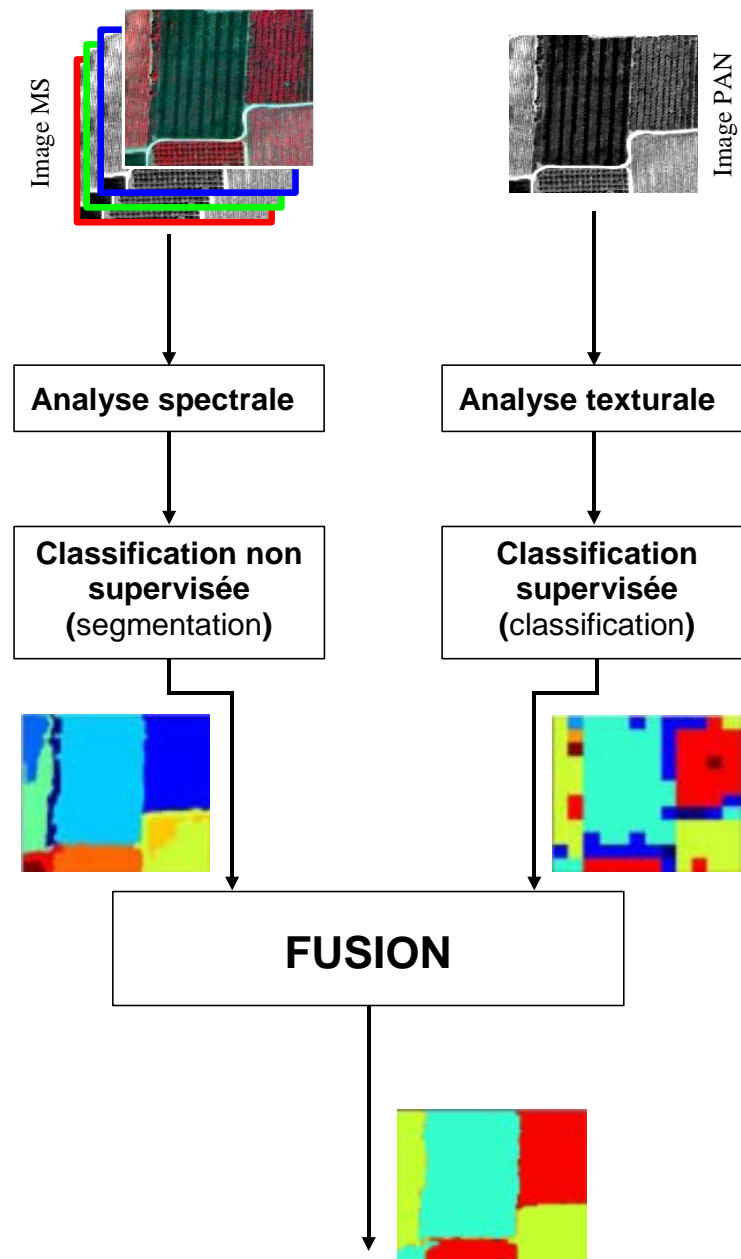 Image MS
Image PAN
Analyse spectrale
Analyse texturale
Classification non
supervisée
(segmentation)
Classification
supervisée
(classification)
FUSION